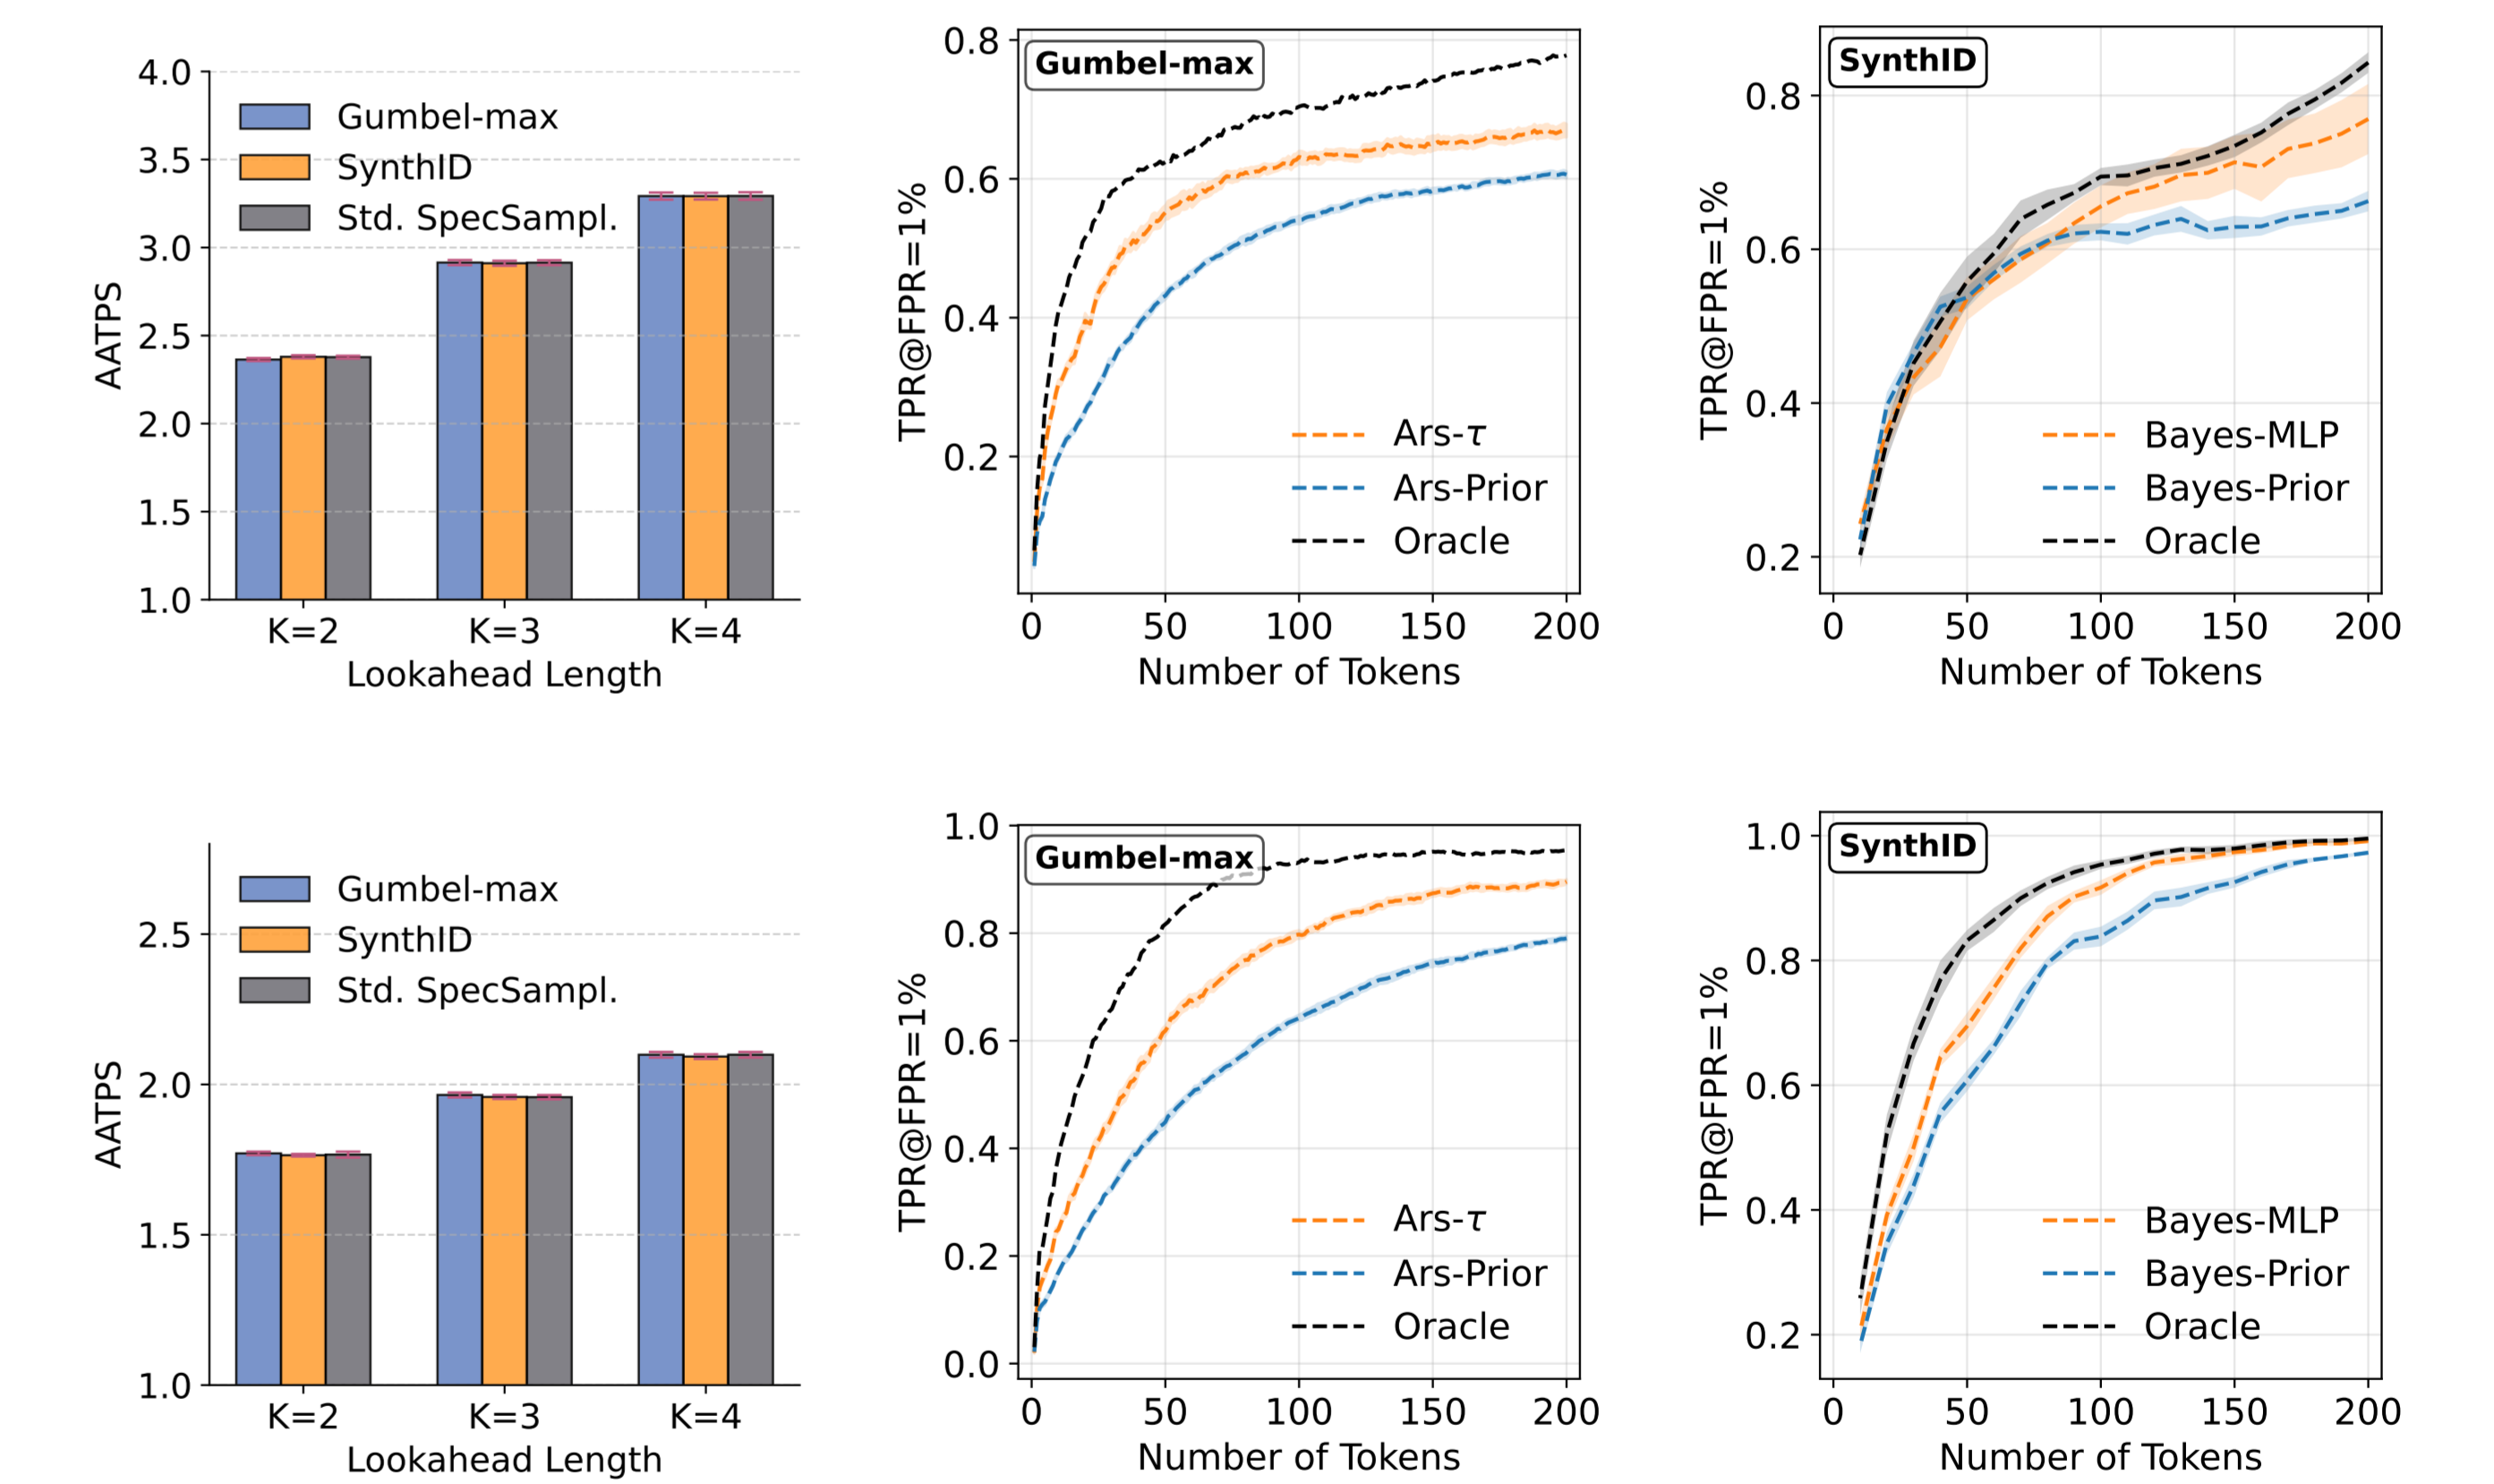 4.0
3.5
3.0
2.5
2.0
1.5
1.0
AATPS
Gumbel-max
SynthID
Std. SpecSampl.
K=2 K=3 K=4
Lookahead Length
0.8
0.6
0.4
0.2
TPR@FPR=1%
Gumbel-max
Ars-τ
Ars-Prior
Oracle
0 50 100 150 200
Number of Tokens
0.8
0.6
0.4
0.2
TPR@FPR=1%
SynthID
Bayes-MLP
Bayes-Prior
Oracle
0 50 100 150 200
Number of Tokens
2.5
2.0
1.5
1.0
AATPS
Gumbel-max
SynthID
Std. SpecSampl.
K=2 K=3 K=4
Lookahead Length
1.0
0.8
0.6
0.4
0.2
0.0
TPR@FPR=1%
Gumbel-max
Ars-τ
Ars-Prior
Oracle
0 50 100 150 200
Number of Tokens
1.0
0.8
0.6
0.4
0.2
TPR@FPR=1%
SynthID
Bayes-MLP
Bayes-Prior
Oracle
0 50 100 150 200
Number of Tokens